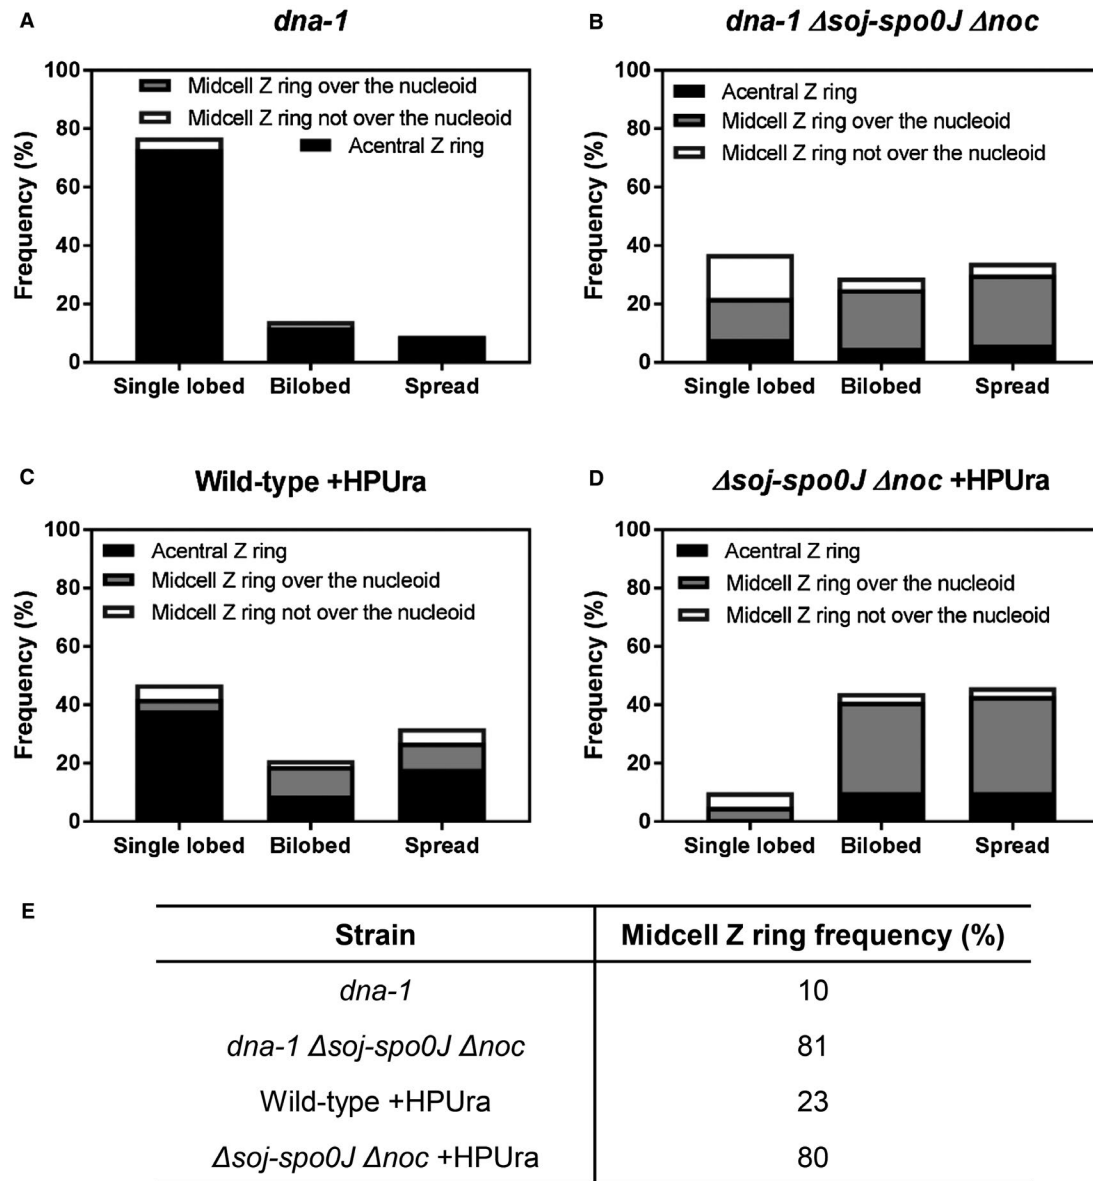 A
dna-1
100
80
60
40
20
0
Frequency (%)
Midcell Z ring over the nucleoid
Midcell Z ring not over the nucleoid
Acentral Z ring
Single lobed
Bilobed
Spread
B
dna-1 Δsoj-spo0J Δnoc
100
80
60
40
20
0
Frequency (%)
Acentral Z ring
Midcell Z ring over the nucleoid
Midcell Z ring not over the nucleoid
Single lobed
Bilobed
Spread
C
Wild-type +HPUra
100
80
60
40
20
0
Frequency (%)
Acentral Z ring
Midcell Z ring over the nucleoid
Midcell Z ring not over the nucleoid
Single lobed
Bilobed
Spread
D
Δsoj-spo0J Δnoc +HPUra
100
80
60
40
20
0
Frequency (%)
Acentral Z ring
Midcell Z ring over the nucleoid
Midcell Z ring not over the nucleoid
Single lobed
Bilobed
Spread
E
Strain Midcell Z ring frequency (%)
dna-1 10
dna-1 Δsoj-spo0J Δnoc 81
Wild-type +HPUra 23
Δsoj-spo0J Δnoc +HPUra 80